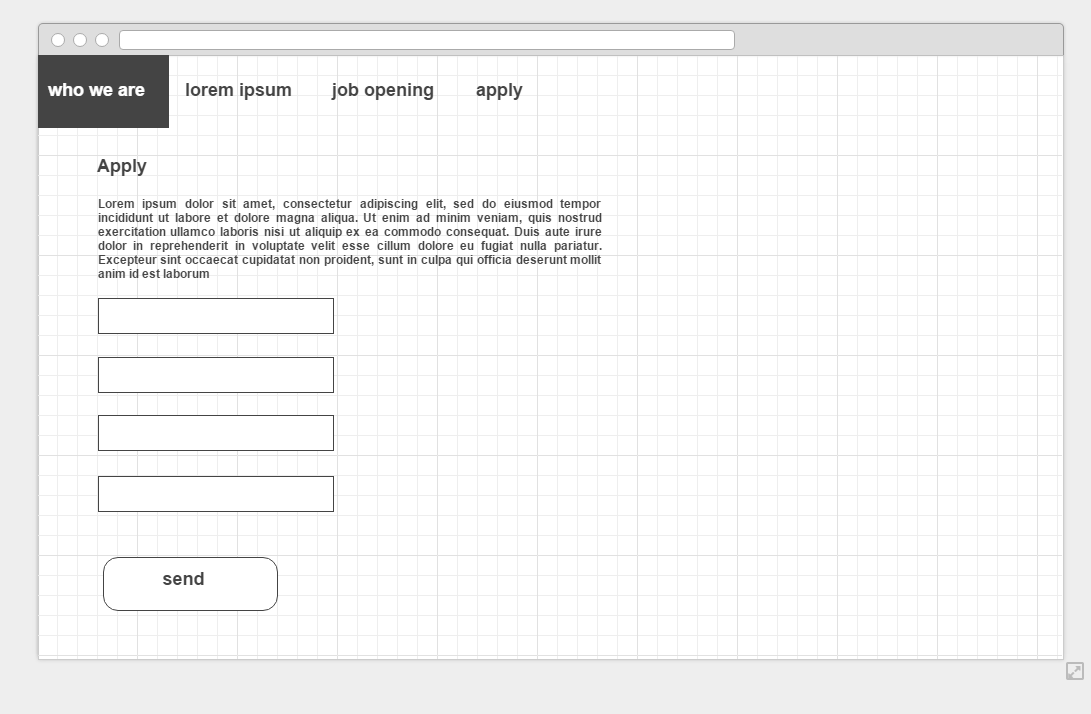 who we are lorem ipsum job opening apply
Apply
Lorem ipsum dolor sit amet, consectetur adipiscing elit, sed do eiusmod tempor
incididunt ut labore et dolore magna aliqua. Ut enim ad minim veniam, quis nostrud
exercitation ullamco laboris nisi ut aliquip ex ea commodo consequat. Duis aute irure
dolor in reprehenderit in voluptate velit esse cillum dolore eu fugiat nulla pariatur.
Excepteur sint occaecat cupidatat non proident, sunt in culpa qui officia deserunt mollit
anim id est laborum
send